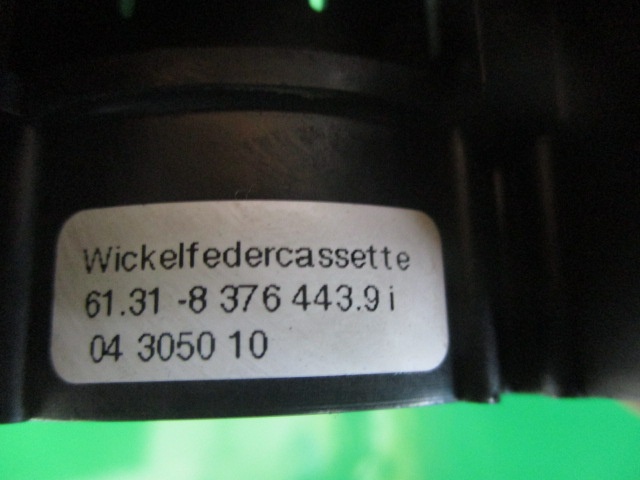 Wickelfedercassette
61.31 -8 376 443.9 i
04 3050 10